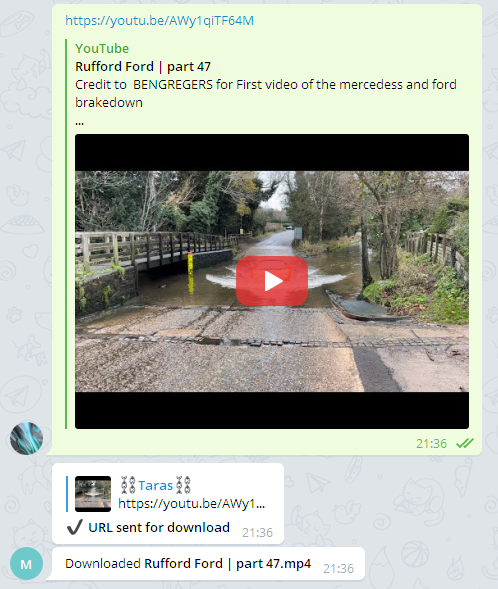 https://youtu.be/AWy1qiTF64M
YouTube
Rufford Ford | part 47
Credit to BENGREGERS for First video of the mercedess and ford
brakedown
...
21:36
⛓Taras⛓
https://youtu.be/AWy1...
✔ URL sent for download 21:36
M
Downloaded Rufford Ford | part 47.mp4 21:36